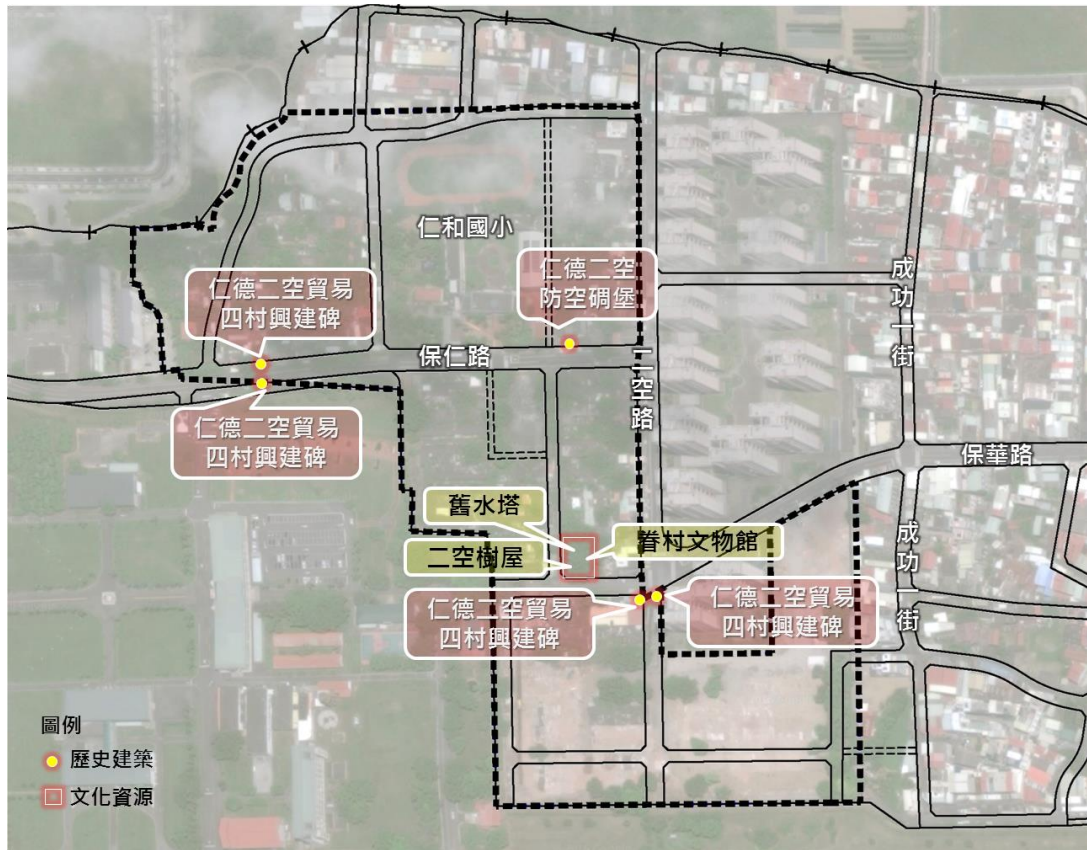 仁和國小
仁德二空貿易
四村興建碑
仁德二空
防空碉堡
成功一街
保仁路
二空路
仁德二空貿易
四村興建碑
保華路
舊水塔
眷村文物館
二空樹屋
成功一街
仁德二空貿易
四村興建碑
仁德二空貿易
四村興建碑
圖例
歷史建築
文化資源